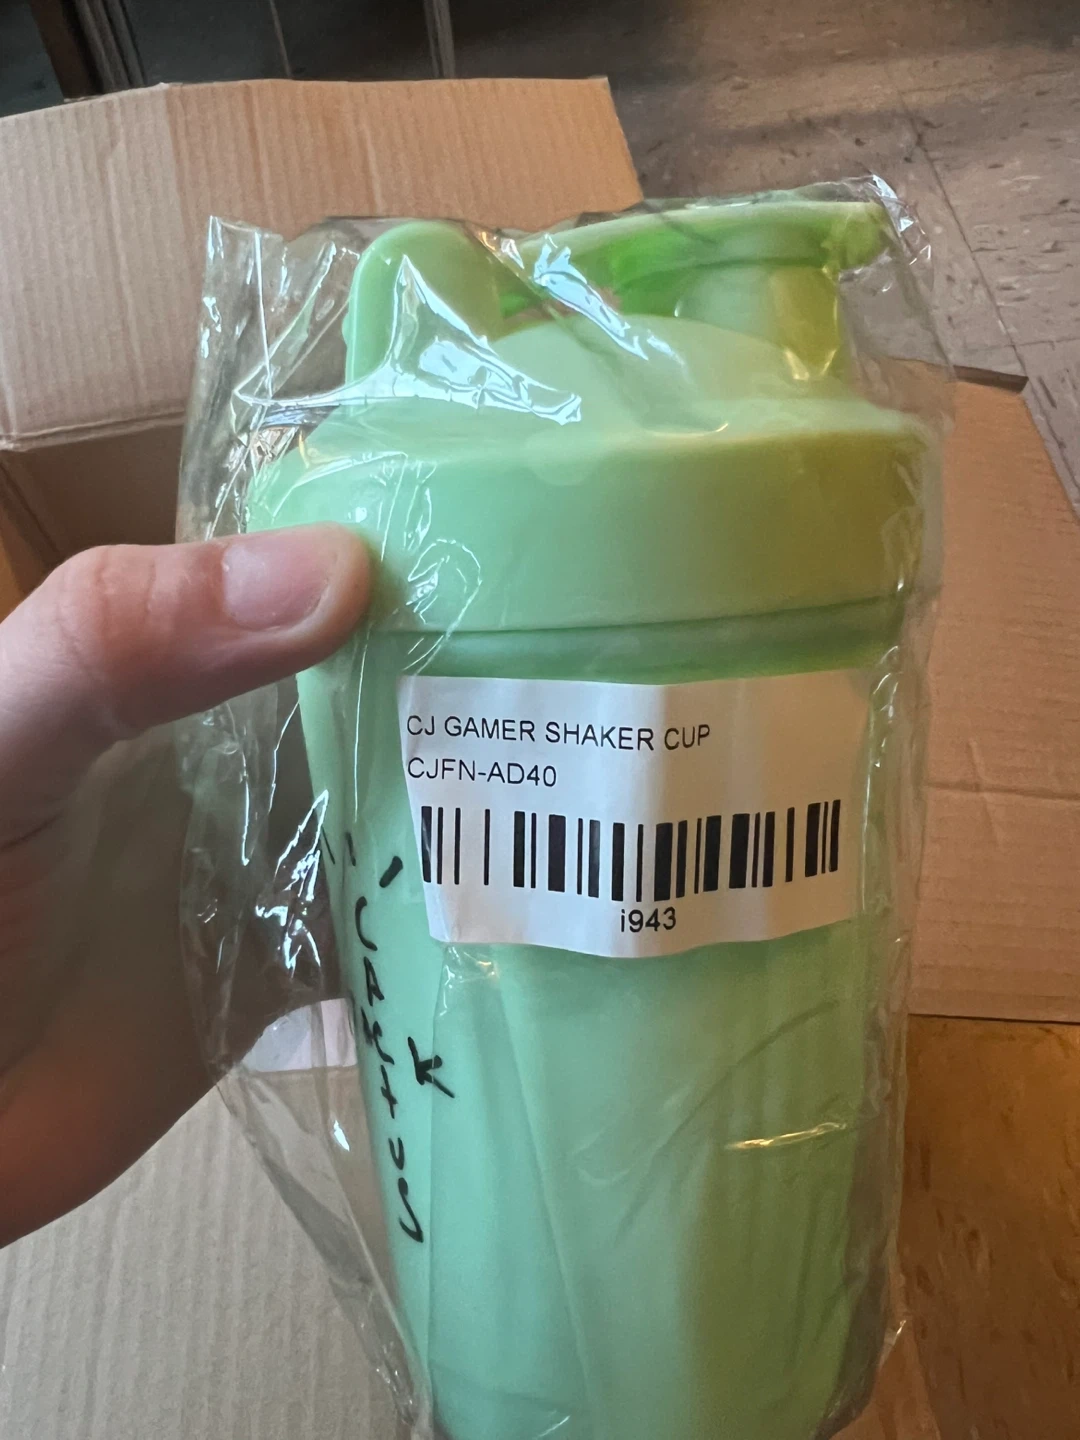 CJ GAMER SHAKER CUP
CJFN-AD40
i943